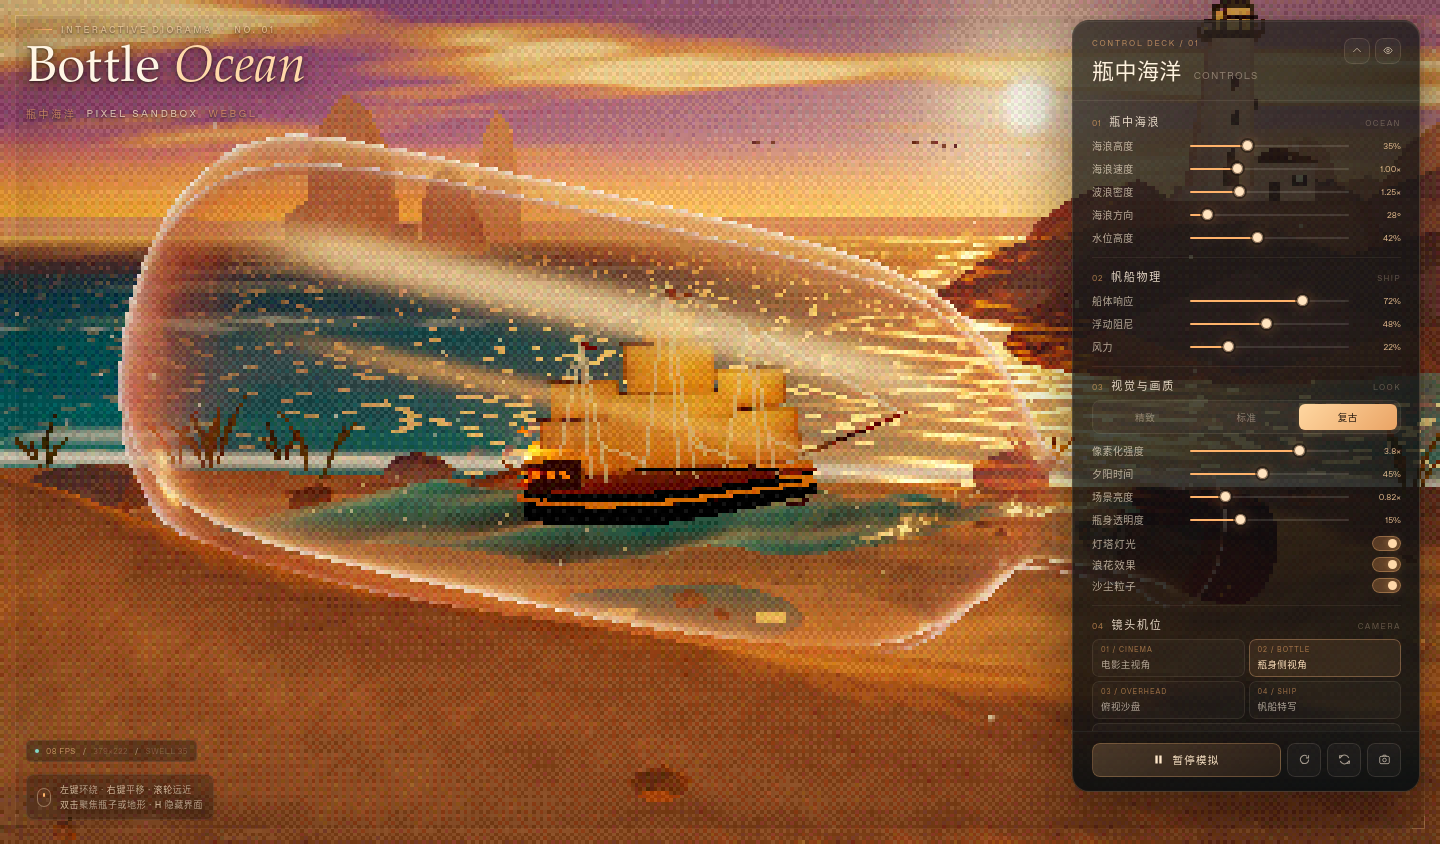 INTERACTIVE DIORAMA NO. 01
Bottle Ocean
瓶中海洋 PIXEL SANDBOX WEBGL
CONTROL DECK / 01
瓶中海洋 CONTROLS
01 瓶中海浪 OCEAN
海浪高度 35%
海浪速度 1.00×
波浪密度 1.25×
海浪方向 28°
水位高度 42%
02 帆船物理 SHIP
船体响应 72%
浮动阻尼 48%
风力 22%
03 视觉与画质 LOOK
精致 标准 复古
像素化强度 3.8×
夕阳时间 45%
场景亮度 0.82×
瓶身透明度 15%
灯塔灯光
浪花效果
沙尘粒子
04 镜头机位 CAMERA
01 / CINEMA
电影主视角
02 / BOTTLE
瓶身侧视角
03 / OVERHEAD
俯视沙盘
04 / SHIP
帆船特写
暂停模拟
08 FPS / 373×222 / SWELL 35
左键环绕 · 右键平移 · 滚轮远近
双击聚焦瓶子或地形 · H 隐藏界面